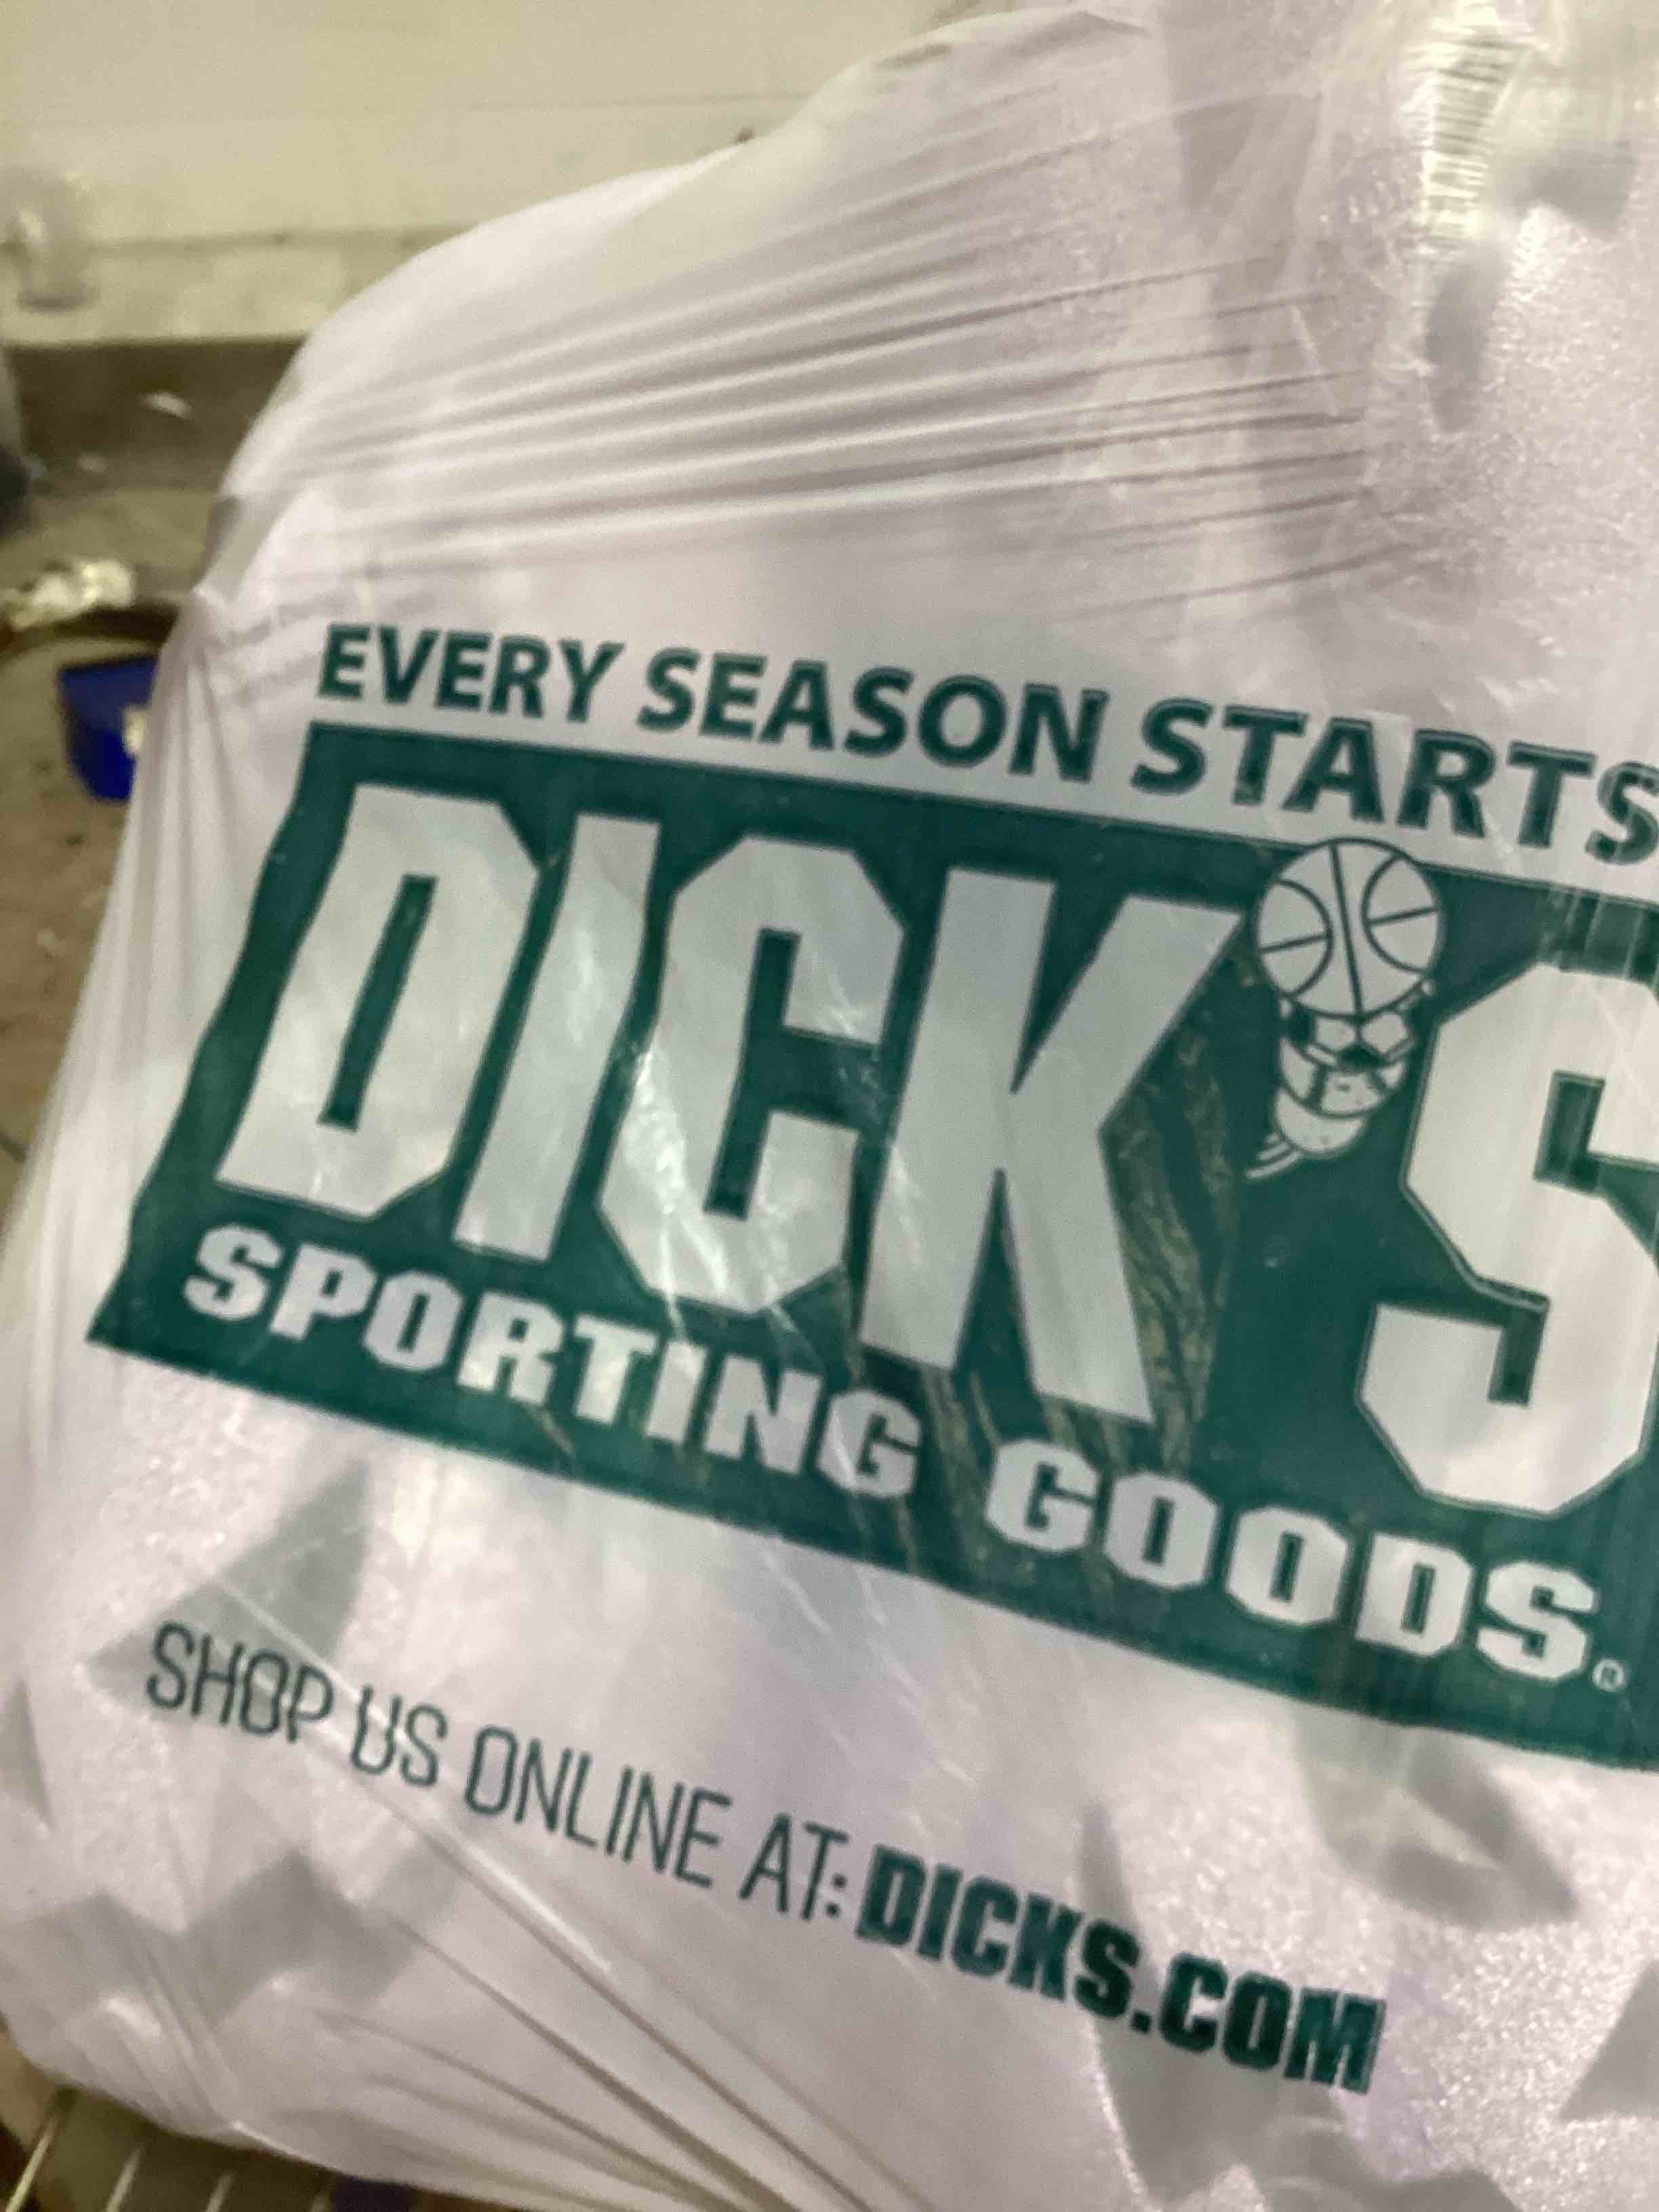 EVERY SEASON STARTS
DICK'S
SPORTING GOODS.®
SHOP US ONLINE AT: DICKS.COM